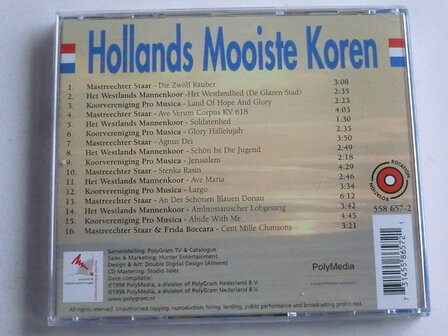 Hollands Mooiste Koren
1. Mastreechter Staar - Die Zwölf Rauber 3:08
2. Het Westlands Mannenkoor -Het Westlandlied (De Glazen Stad) 2:35
3. Koorvereniging Pro Musica - Land Of Hope And Glory 2:23
4. Mastreechter Staar - Ave Verum Corpus KV 618 4:03
5. Het Westlands Mannenkoor - Soldatenlied 1:30
6. Koorvereniging Pro Musica - Glory Hallelujah 2:35
7. Mastreechter Staar - Agnus Dei 3:50
8. Het Westlands Mannenkoor - Schön Ist Die Jugend 2:49
9. Koorvereniging Pro Musica - Jerusalem 2:18
10. Mastreechter Staar - Stenka Rasin 4:29
11. Het Westlands Mannenkoor - Ave Maria 2:46
12. Koorvereniging Pro Musica - Largo 3:34
13. Mastreechter Staar - An Der Schönen Blauen Donau 6:12
14. Het Westlands Mannenkoor - Ambrosianischer Lobgesang 3:42
15. Koorvereniging Pro Musica - Abide With Me 4:45
16. Mastreechter Staar & Frida Boccara - Cent Mille Chansons 3:21
ROTATION
558 657-2
Samenstelling: PolyGram TV & Catalogue
Sales & Marketing: Hunter Entertainment
Design & Art: Double Digital Design (Almere)
CD-Mastering: Studio Jules
Deze compilatie:
℗1998 PolyMedia, a division of PolyGram Nederland B.V.
©1998 PolyMedia, a division of PolyGram Nederland B.V.
www.polygram.nl
PolyMedia
All rights reserved. Unauthorised copying, reproduction, hiring, lending, public performance and broadcasting prohibited.